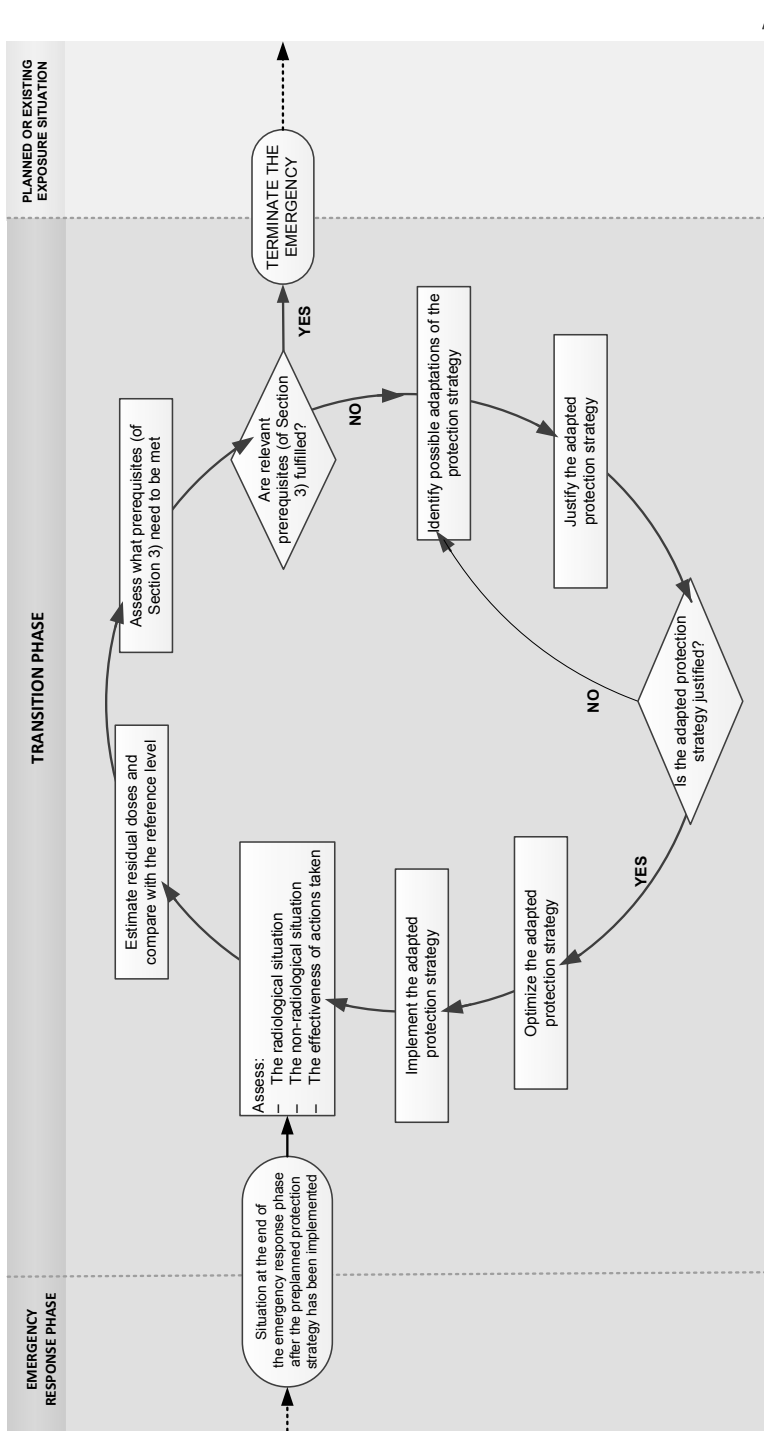 EMERGENCY
RESPONSE PHASE
TRANSITION PHASE
PLANNED OR EXISTING
EXPOSURE SITUATION
Situation at the end of
the emergency response phase
after the preplanned protection
strategy has been implemented
Assess:
– The radiological situation
– The non-radiological situation
– The effectiveness of actions taken
Estimate residual doses and
compare with the reference level
Assess what prerequisites (of
Section 3) need to be met
Are relevant
prerequisites (of Section
3) fulfilled?
YES
TERMINATE THE
EMERGENCY
NO
Identify possible adaptations of the
protection strategy
Justify the adapted
protection strategy
Is the adapted protection
strategy justified?
NO
YES
Optimize the adapted
protection strategy
Implement the adapted
protection strategy